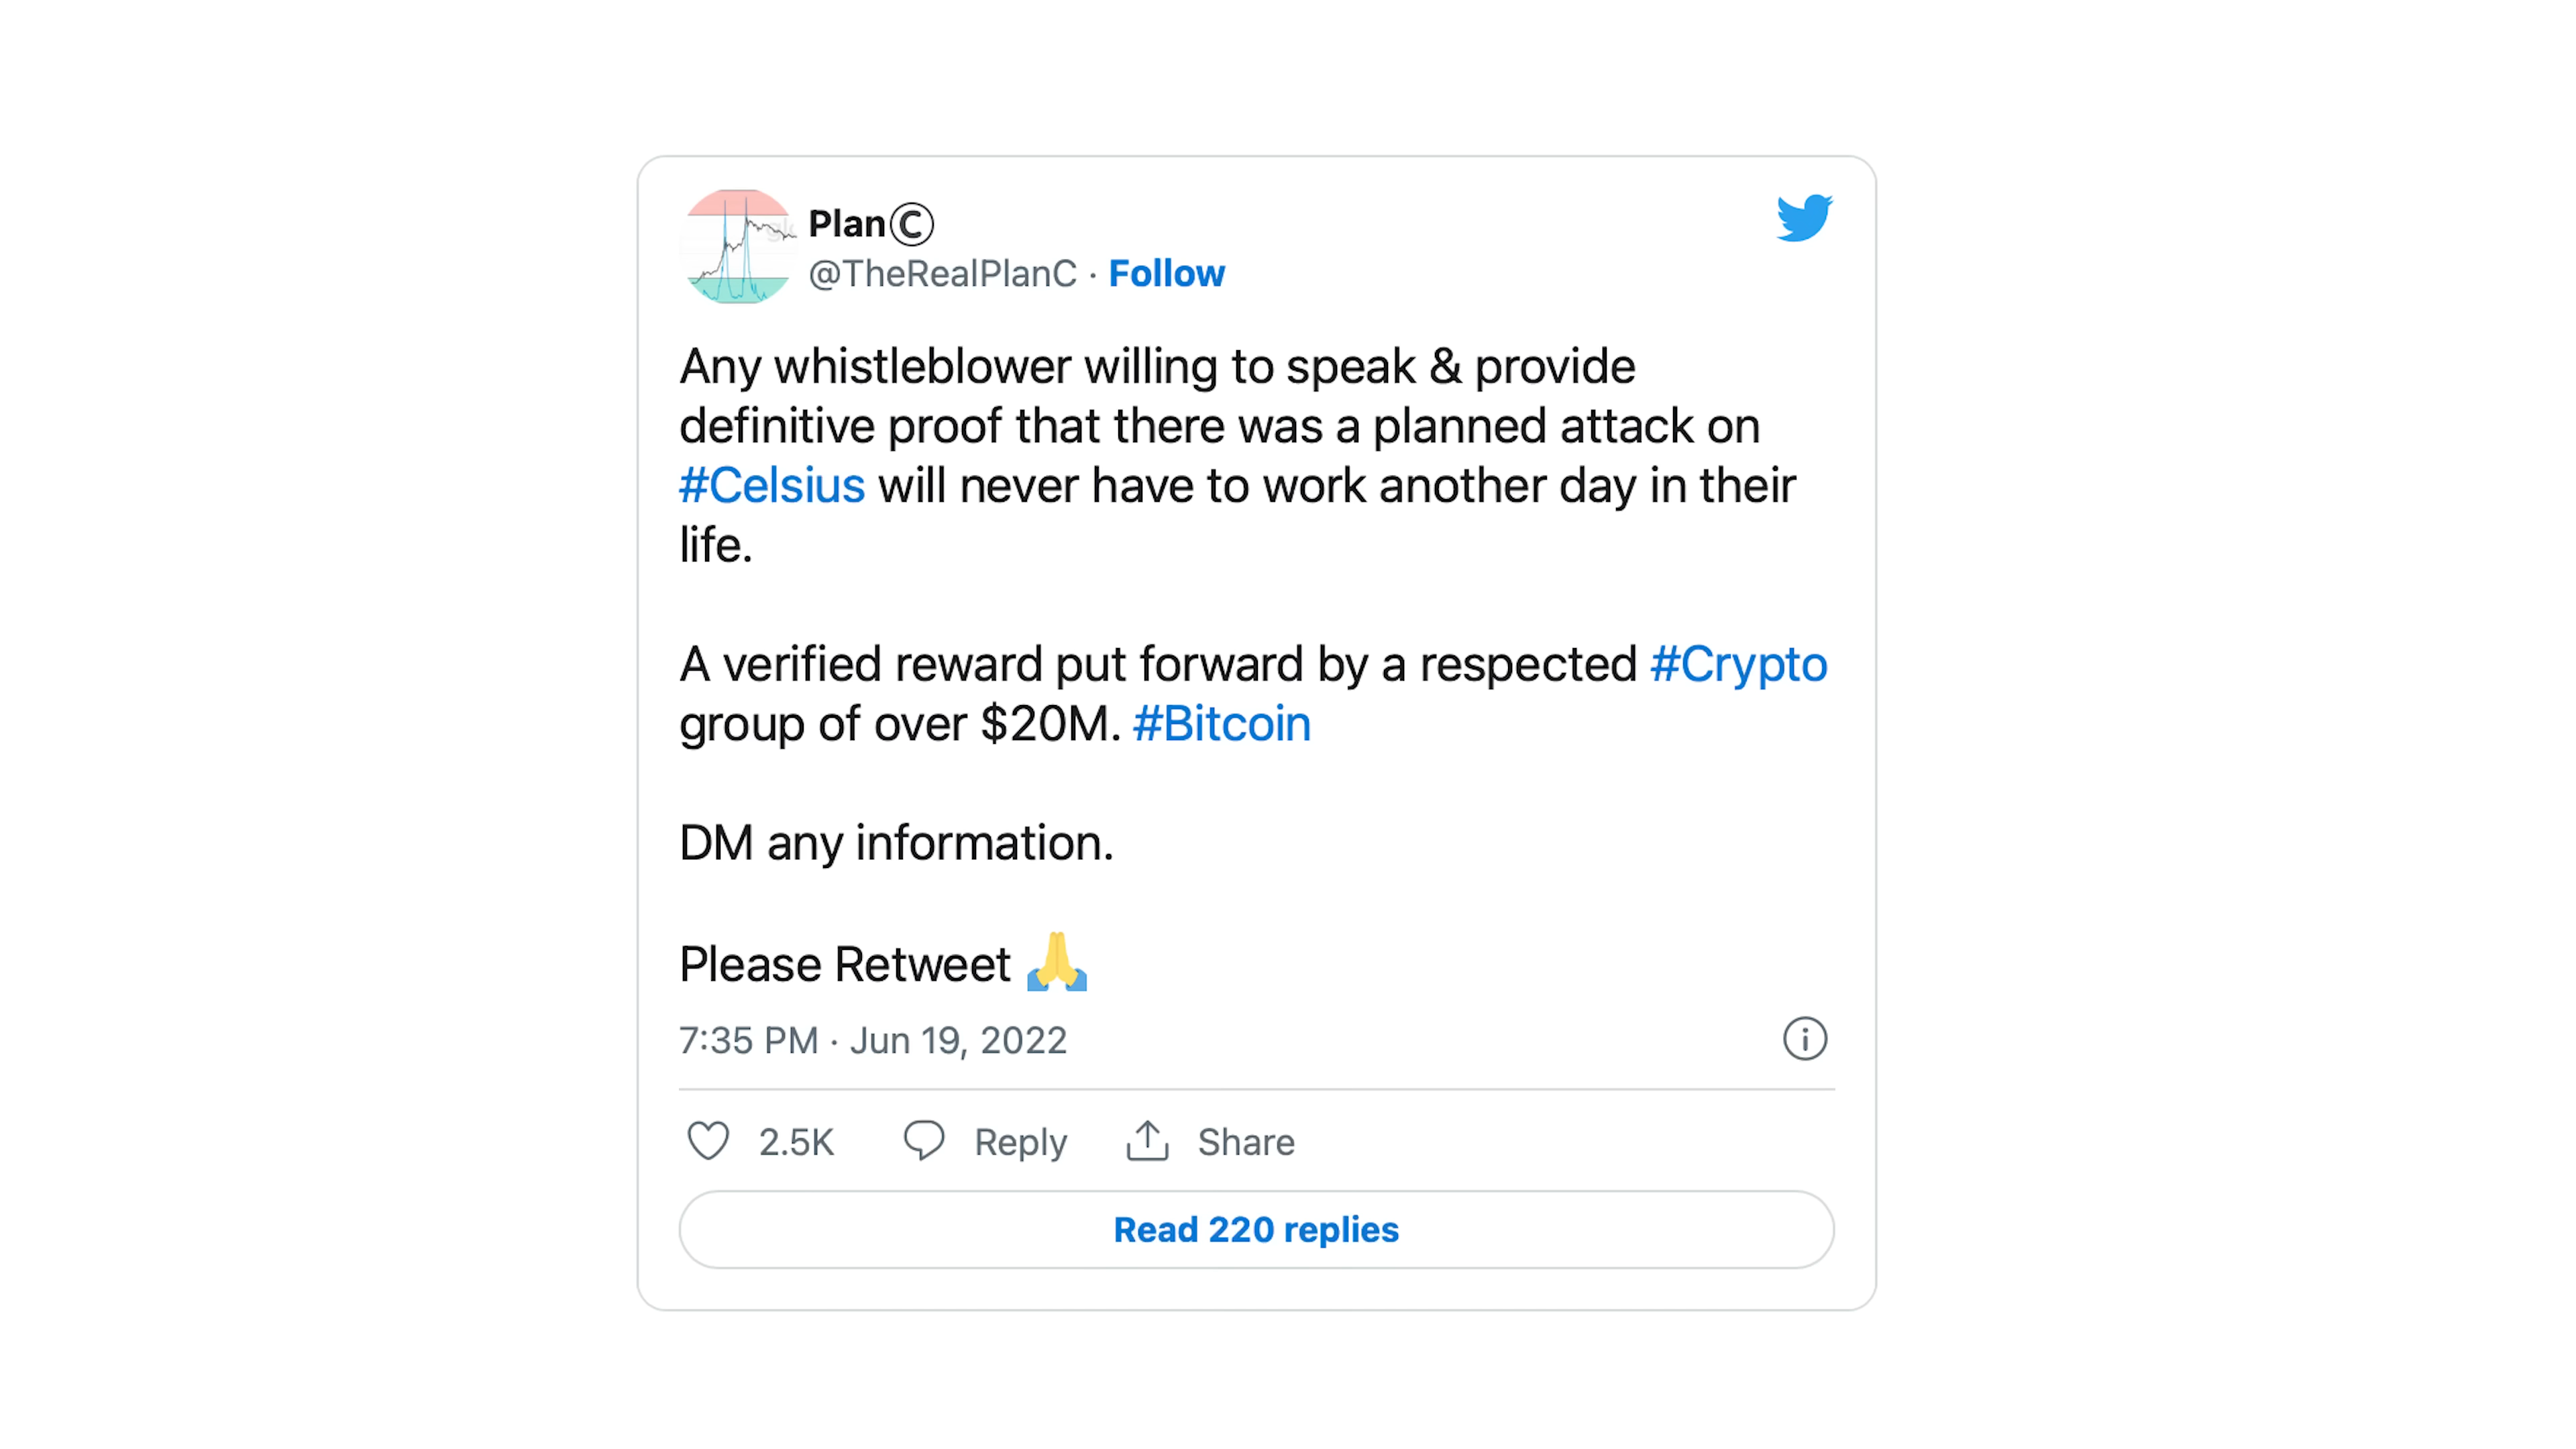 PlanⒸ
@TheRealPlanC · Follow
Any whistleblower willing to speak & provide
definitive proof that there was a planned attack on
#Celsius will never have to work another day in their
life.
A verified reward put forward by a respected #Crypto
group of over $20M. #Bitcoin
DM any information.
Please Retweet 🙏
7:35 PM · Jun 19, 2022
2.5K Reply Share
Read 220 replies